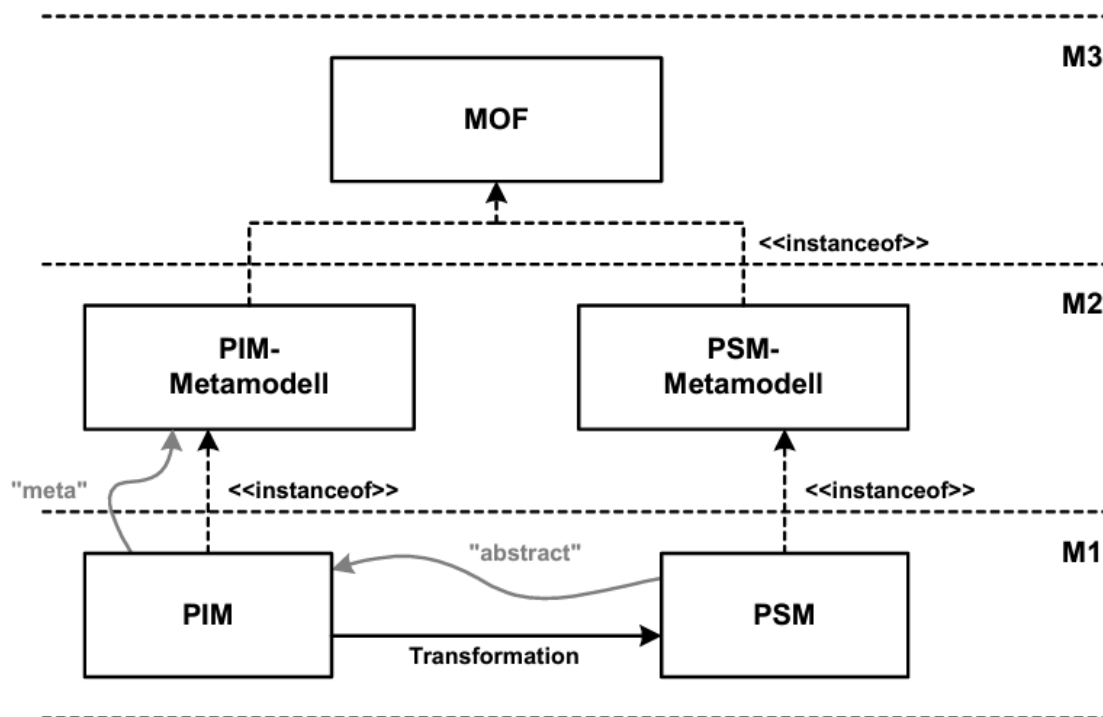 M3
MOF
<<instanceof>>
M2
PIM-
Metamodell
PSM-
Metamodell
"meta"
<<instanceof>>
<<instanceof>>
"abstract"
M1
PIM
PSM
Transformation